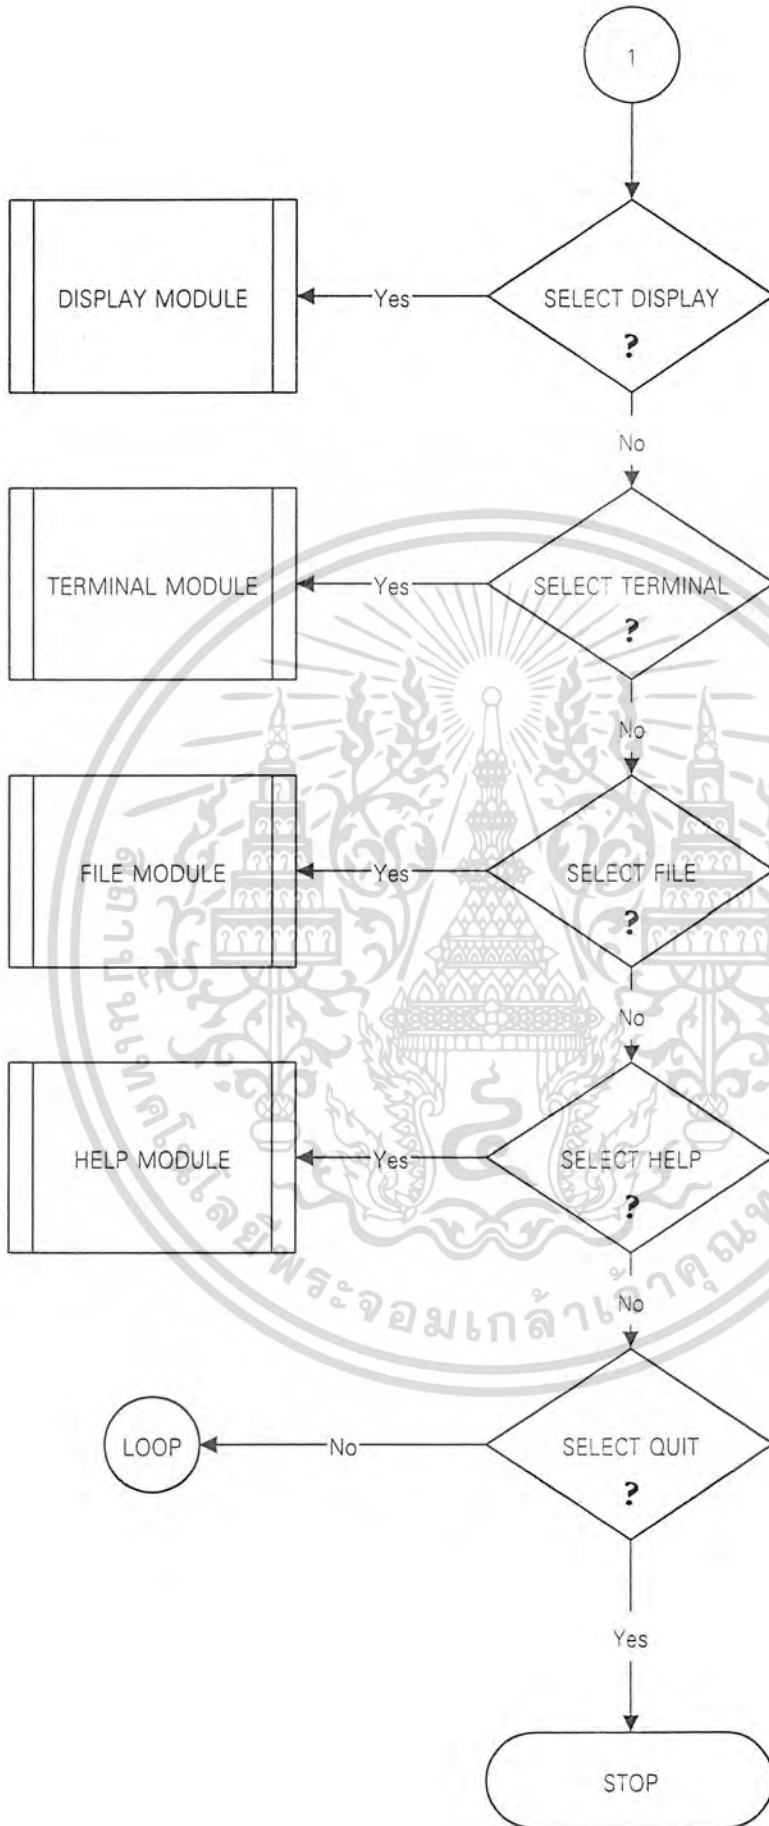 1
DISPLAY MODULE
Yes
SELECT DISPLAY
?
No
TERMINAL MODULE
Yes
SELECT TERMINAL
?
No
FILE MODULE
Yes
SELECT FILE
?
No
HELP MODULE
Yes
SELECT HELP
?
No
LOOP
No
SELECT QUIT
?
Yes
STOP